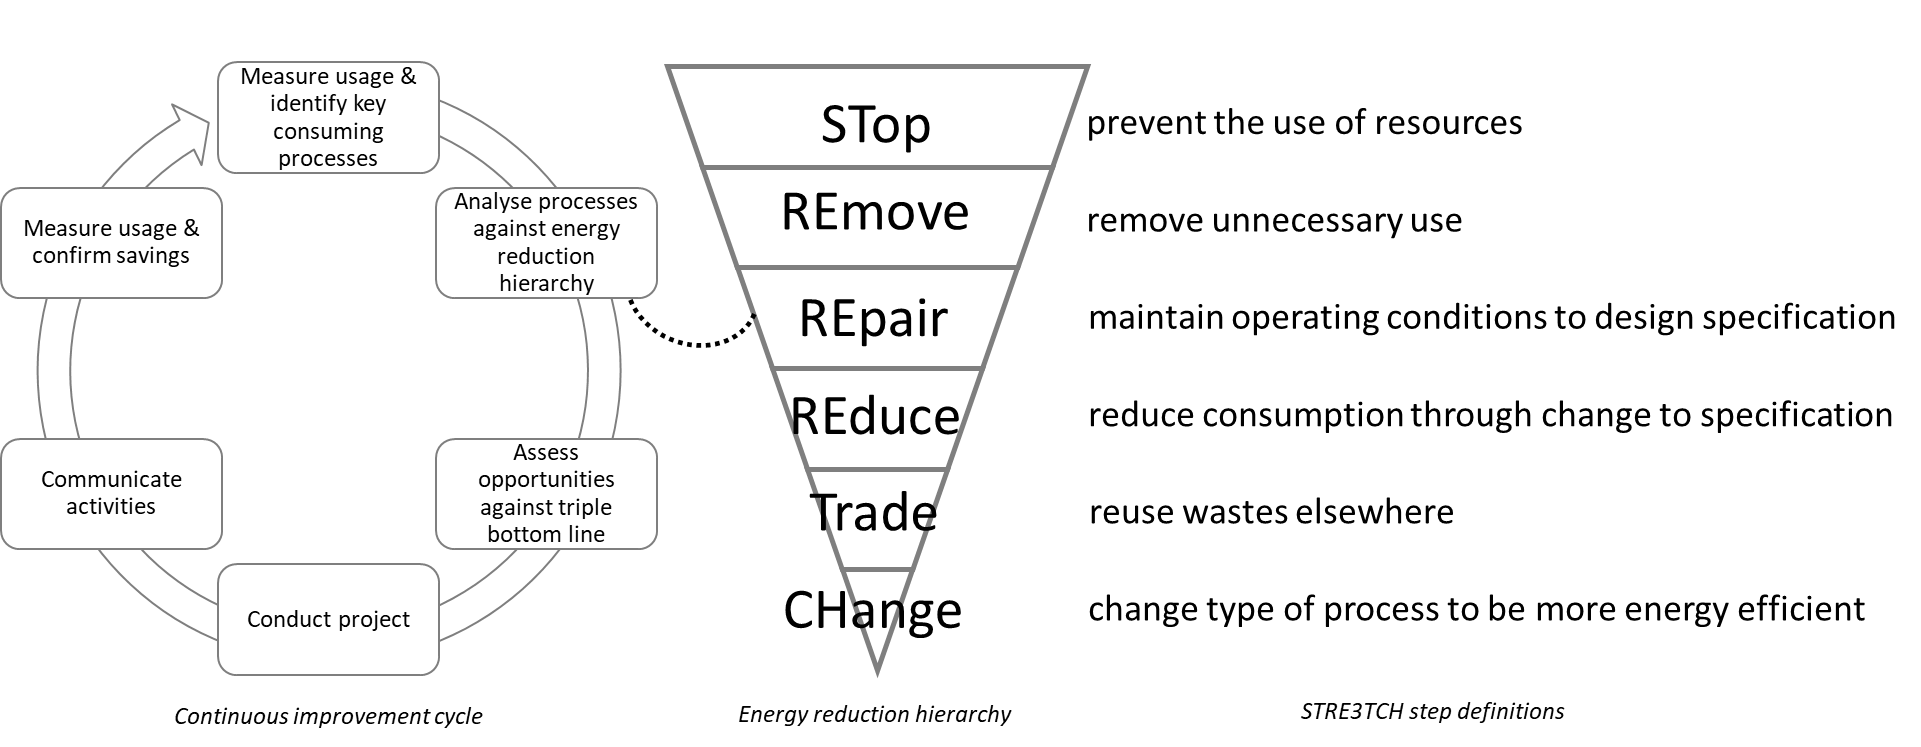 Measure usage &
identify key
consuming
processes
Analyse processes
against energy
reduction
hierarchy
Assess
opportunities
against triple
bottom line
Conduct project
Communicate
activities
Measure usage &
confirm savings
Continuous improvement cycle
STop
REmove
REpair
REduce
Trade
CHange
Energy reduction hierarchy
prevent the use of resources
remove unnecessary use
maintain operating conditions to design specification
reduce consumption through change to specification
reuse wastes elsewhere
change type of process to be more energy efficient
STRE3TCH step definitions